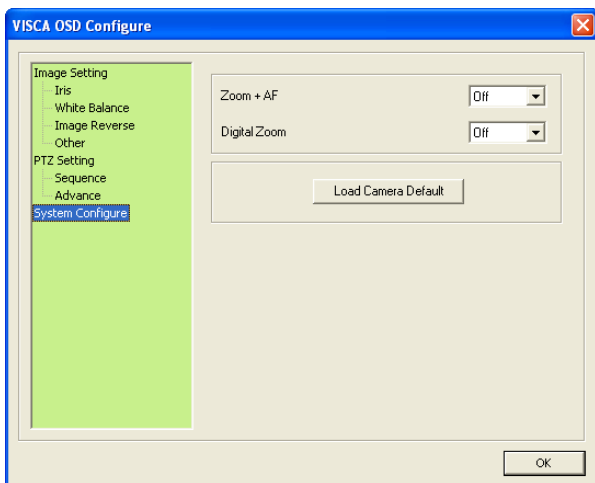 VISCA OSD Configure
Image Setting
Iris
White Balance
Image Reverse
Other
PTZ Setting
Sequence
Advance
System Configure
Zoom + AF
Off
Digital Zoom
Off
Load Camera Default
OK